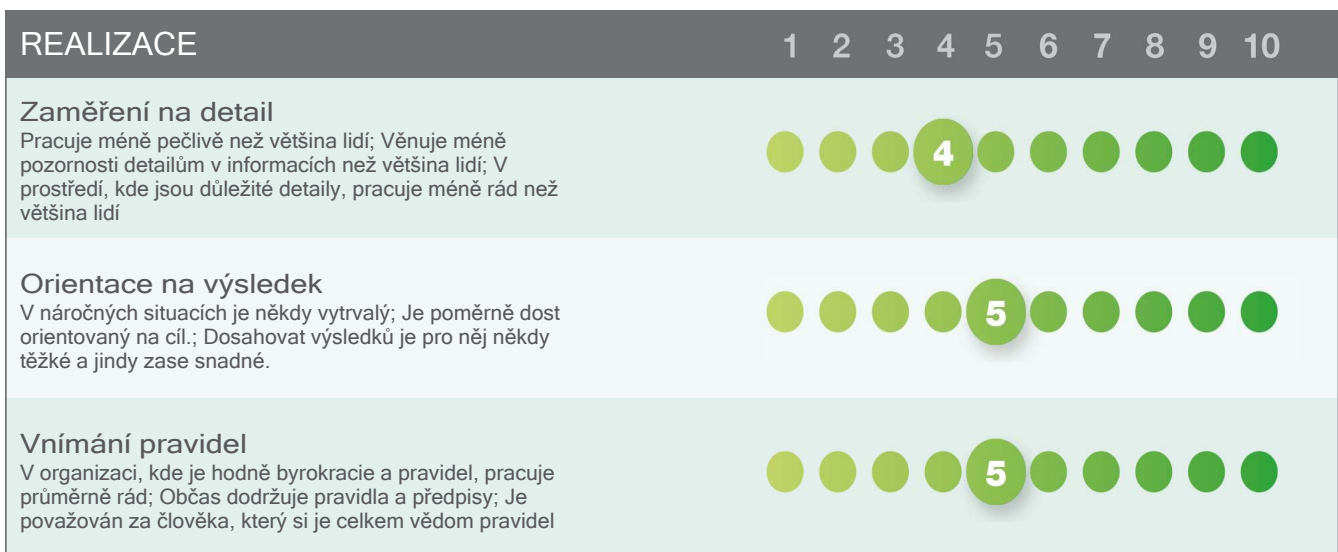 REALIZACE 1 2 3 4 5 6 7 8 9 10
Zaměření na detail
Pracuje méně pečlivě než většina lidí; Věnuje méně
pozornosti detailům v informacích než většina lidí; V
prostředí, kde jsou důležité detaily, pracuje méně rád než
většina lidí
4
Orientace na výsledek
V náročných situacích je někdy vytrvalý; Je poměrně dost
orientovaný na cíl.; Dosahovat výsledků je pro něj někdy
těžké a jindy zase snadné.
5
Vnímání pravidel
V organizaci, kde je hodně byrokracie a pravidel, pracuje
průměrně rád; Občas dodržuje pravidla a předpisy; Je
považován za člověka, který si je celkem vědom pravidel
5